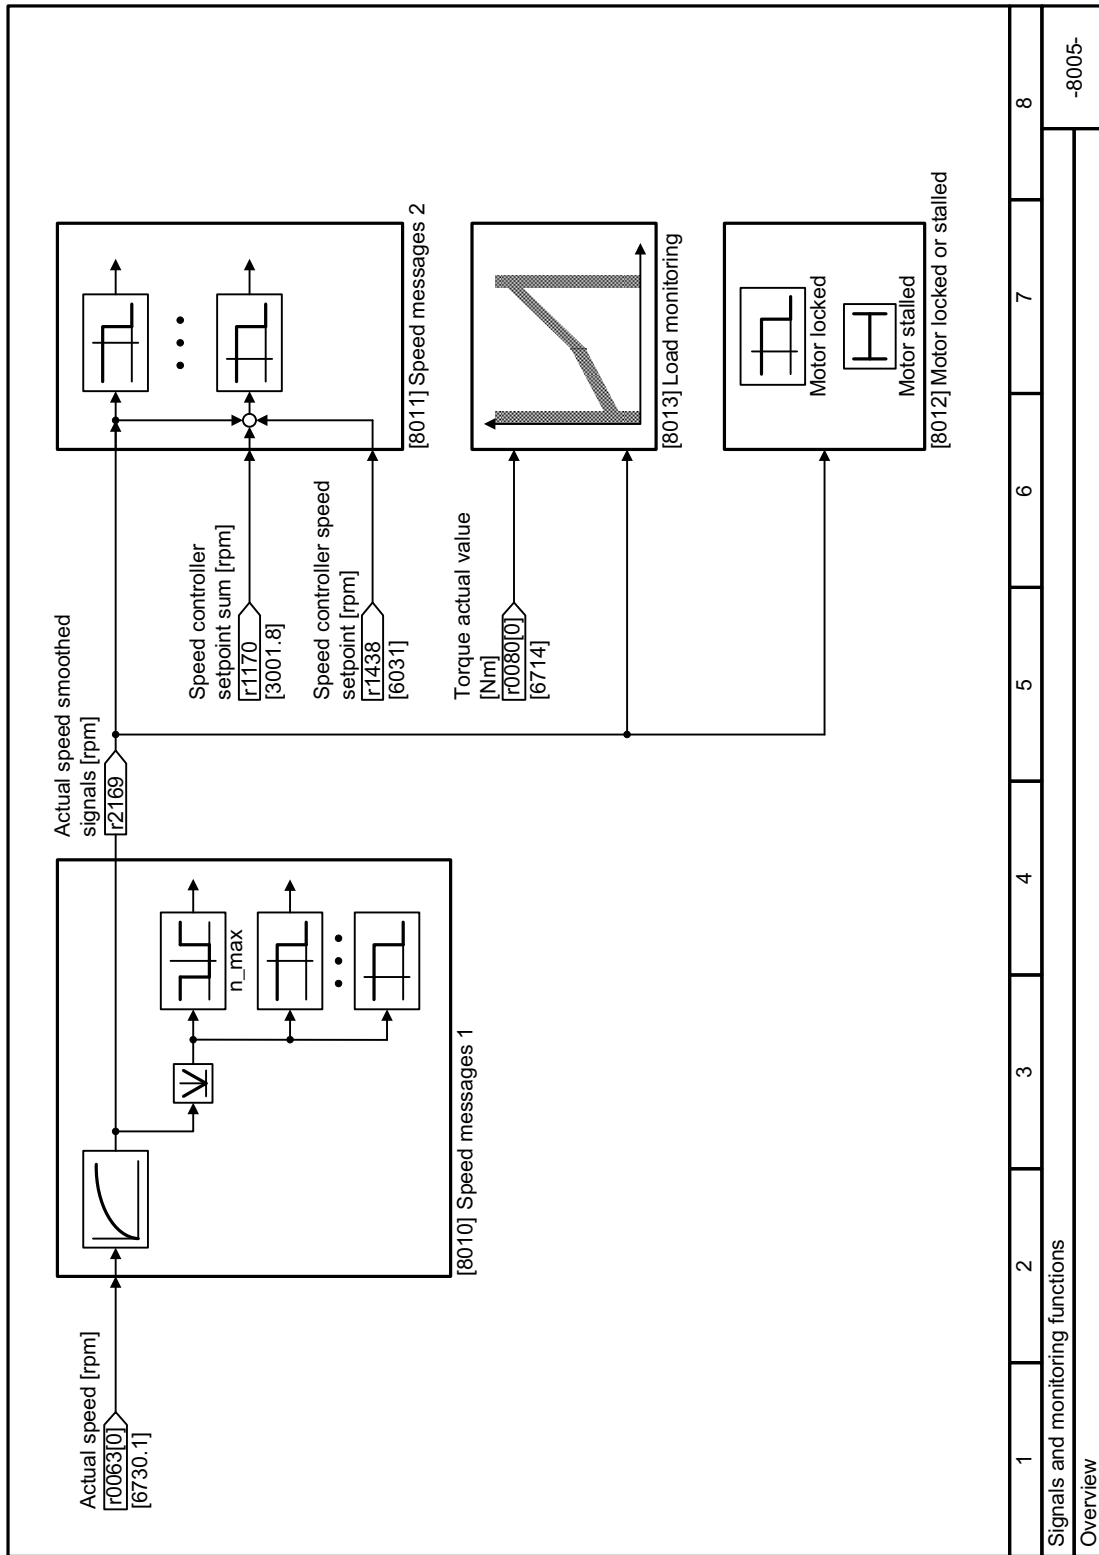 Actual speed [rpm]
r0063[0]
[6730.1]
[8010] Speed messages 1
n_max
Actual speed smoothed
signals [rpm]
r2169
Speed controller
setpoint sum [rpm]
r1170
[3001.8]
Speed controller speed
setpoint [rpm]
r1438
[6031]
[8011] Speed messages 2
Torque actual value
[Nm]
r0080[0]
[6714]
[8013] Load monitoring
Motor locked
Motor stalled
[8012] Motor locked or stalled
1
2
3
4
5
6
7
8
Signals and monitoring functions
Overview
-8005-